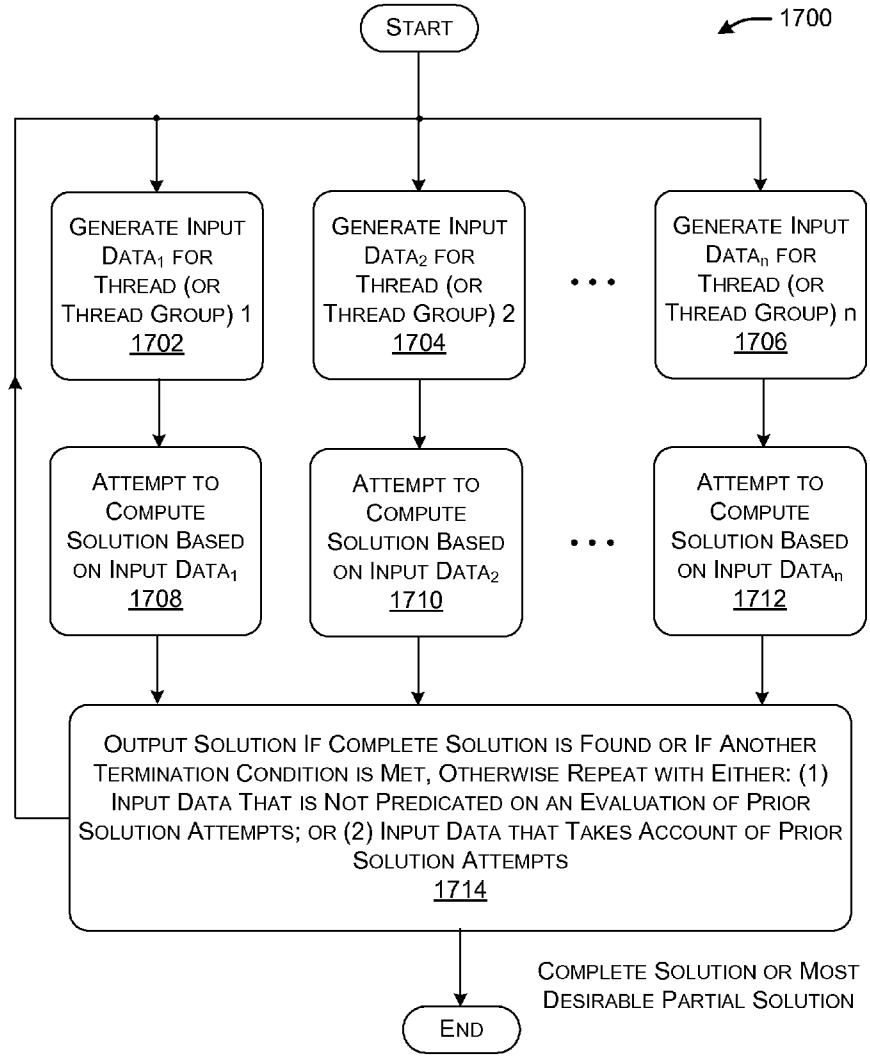 START
1700
GENERATE INPUT
DATA₁ FOR
THREAD (OR
THREAD GROUP) 1
1702
GENERATE INPUT
DATA₂ FOR
THREAD (OR
THREAD GROUP) 2
1704
• • •
GENERATE INPUT
DATAₙ FOR
THREAD (OR
THREAD GROUP) n
1706
ATTEMPT TO
COMPUTE
SOLUTION BASED
ON INPUT DATA₁
1708
ATTEMPT TO
COMPUTE
SOLUTION BASED
ON INPUT DATA₂
1710
• • •
ATTEMPT TO
COMPUTE
SOLUTION BASED
ON INPUT DATAₙ
1712
OUTPUT SOLUTION IF COMPLETE SOLUTION IS FOUND OR IF ANOTHER
TERMINATION CONDITION IS MET, OTHERWISE REPEAT WITH EITHER: (1)
INPUT DATA THAT IS NOT PREDICATED ON AN EVALUATION OF PRIOR
SOLUTION ATTEMPTS; OR (2) INPUT DATA THAT TAKES ACCOUNT OF PRIOR
SOLUTION ATTEMPTS
1714
COMPLETE SOLUTION OR MOST
DESIRABLE PARTIAL SOLUTION
END